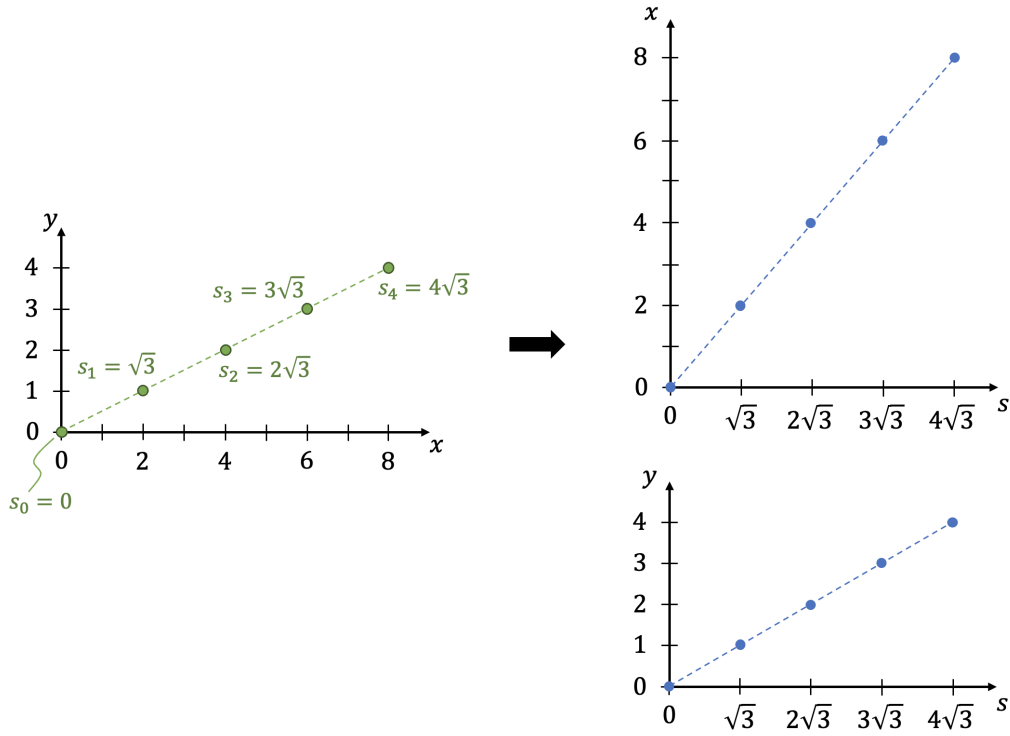 y
4
3
2
1
0
s₃ = 3√3
s₄ = 4√3
s₁ = √3
s₂ = 2√3
0 2 4 6 8
x
s₀ = 0
x
8
6
4
2
0
0 √3 2√3 3√3 4√3
s
y
4
3
2
1
0
0 √3 2√3 3√3 4√3
s